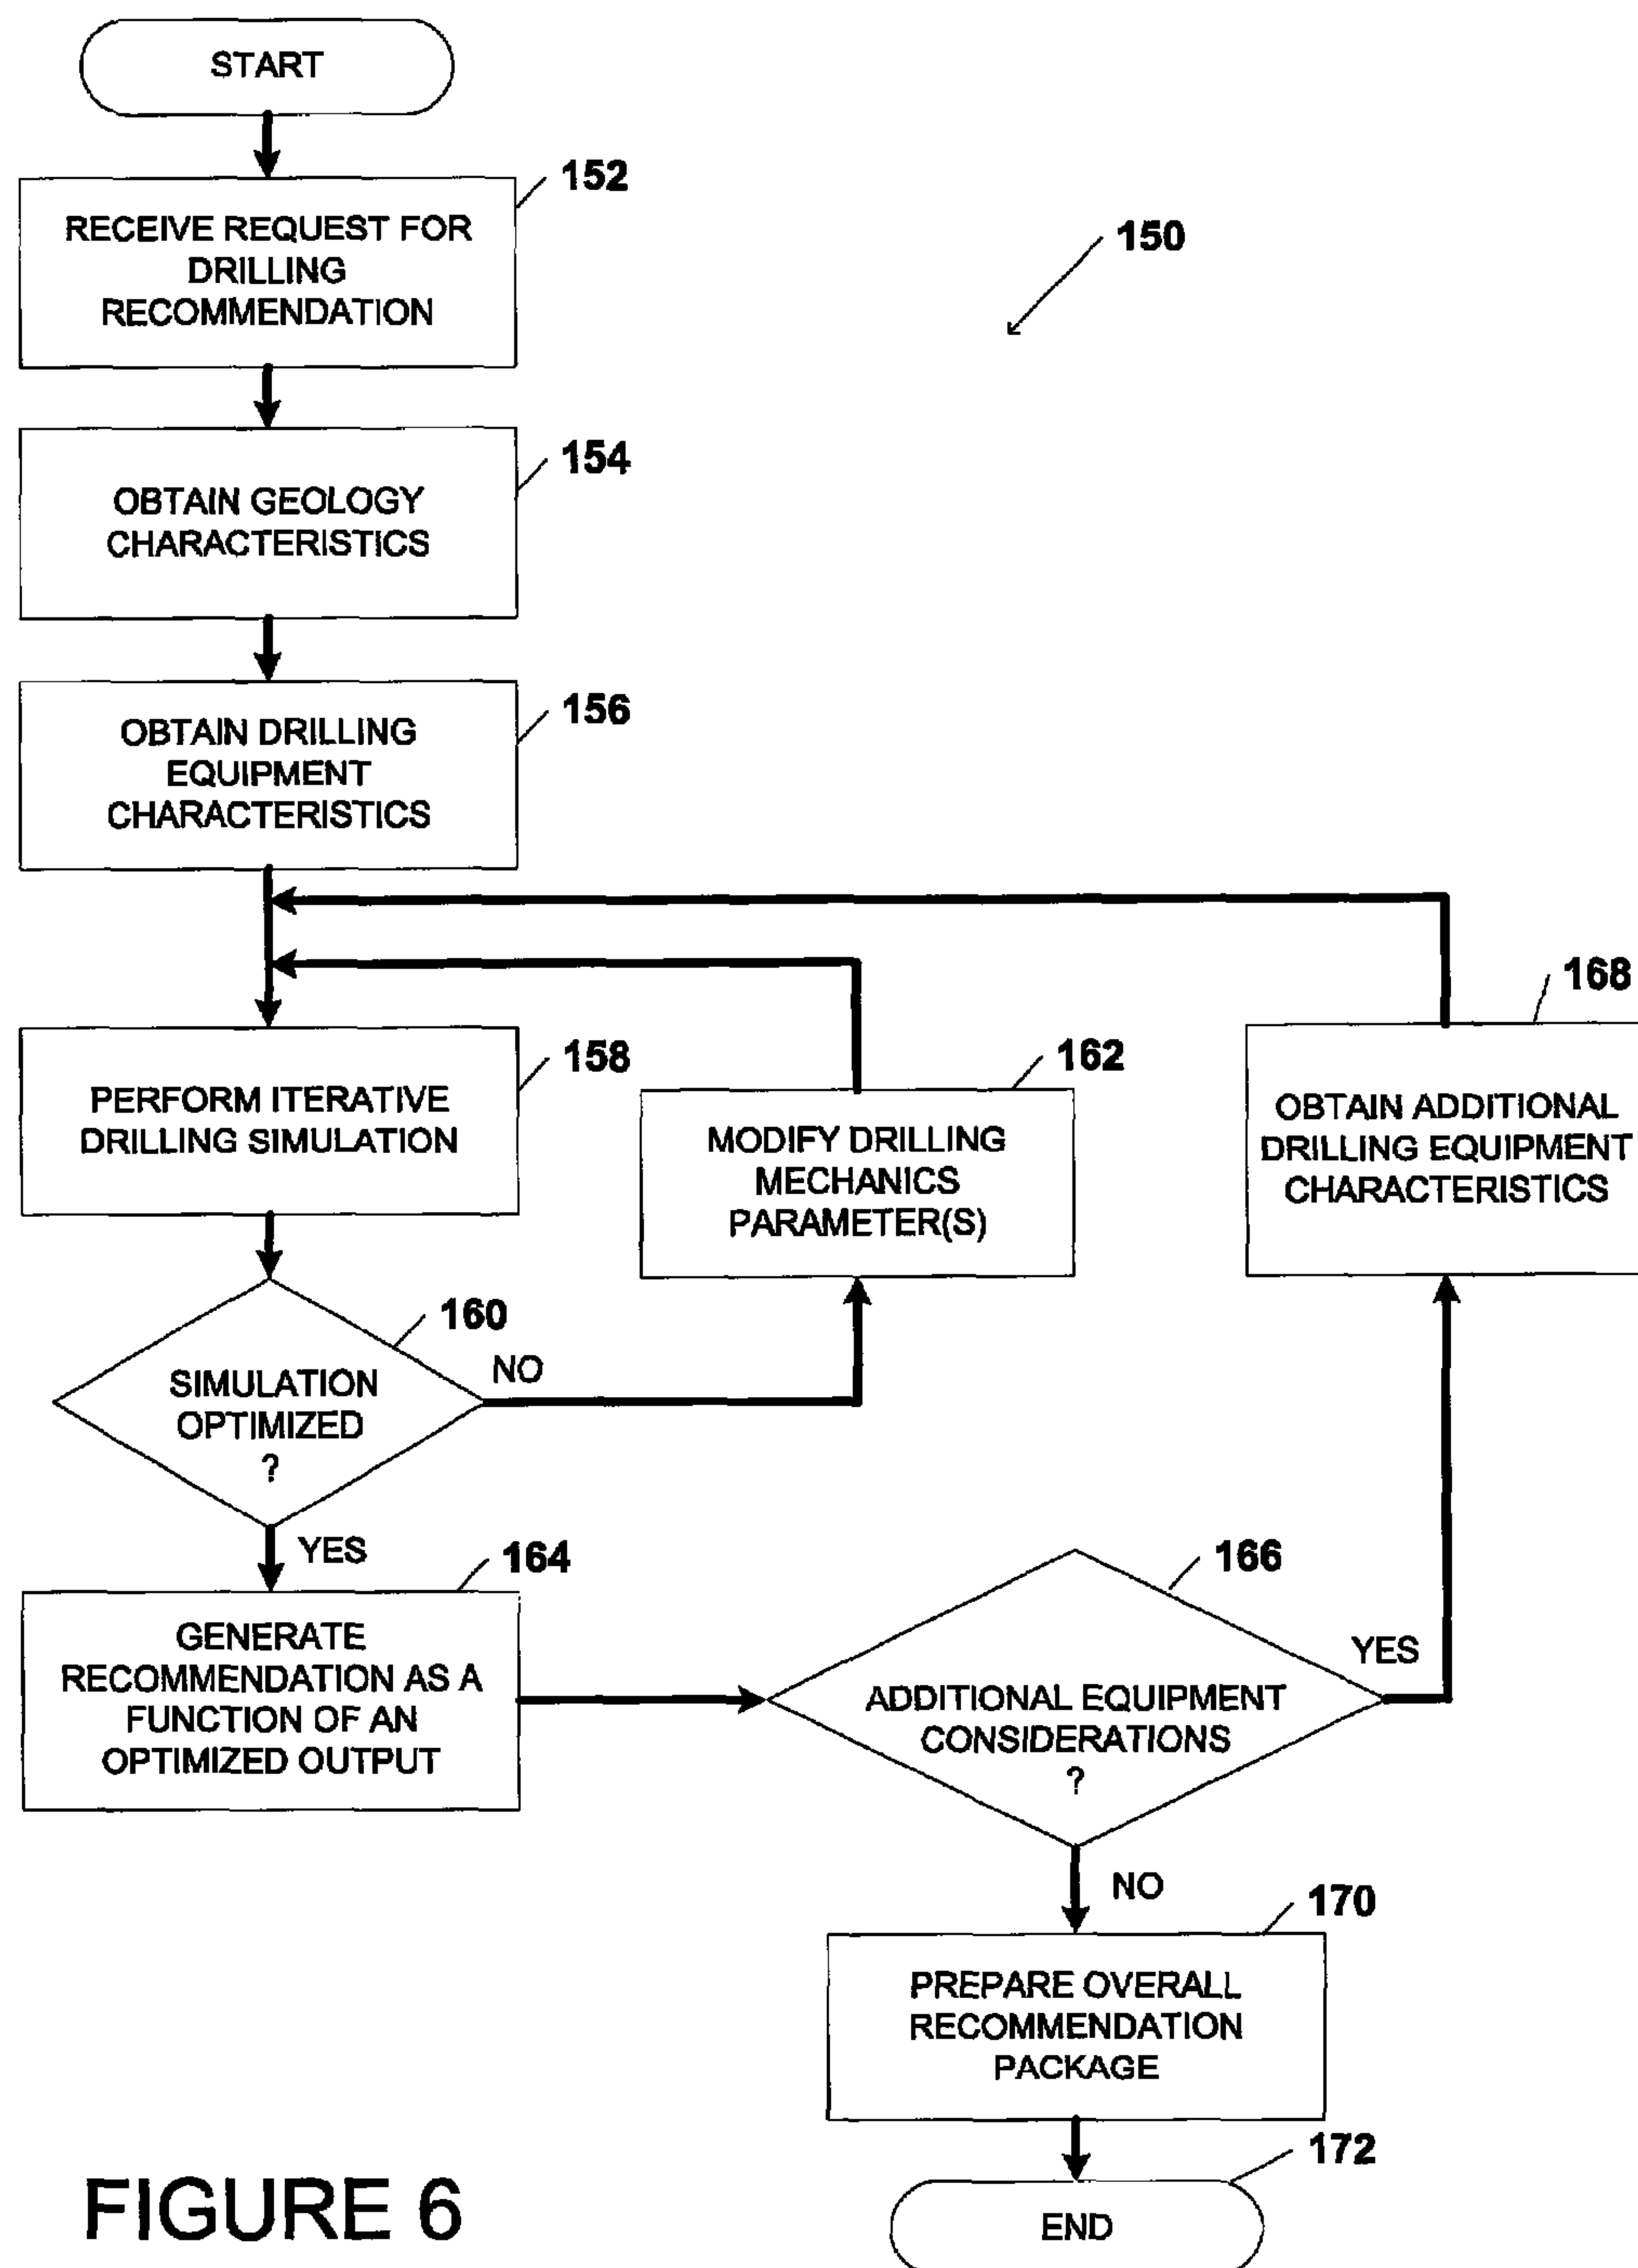 START
152
RECEIVE REQUEST FOR
DRILLING
RECOMMENDATION
150
154
OBTAIN GEOLOGY
CHARACTERISTICS
156
OBTAIN DRILLING
EQUIPMENT
CHARACTERISTICS
158
PERFORM ITERATIVE
DRILLING SIMULATION
162
MODIFY DRILLING
MECHANICS
PARAMETER(S)
168
OBTAIN ADDITIONAL
DRILLING EQUIPMENT
CHARACTERISTICS
160
SIMULATION
OPTIMIZED
?
NO
YES
164
GENERATE
RECOMMENDATION AS A
FUNCTION OF AN
OPTIMIZED OUTPUT
166
ADDITIONAL EQUIPMENT
CONSIDERATIONS
?
YES
NO
170
PREPARE OVERALL
RECOMMENDATION
PACKAGE
172
END
FIGURE 6